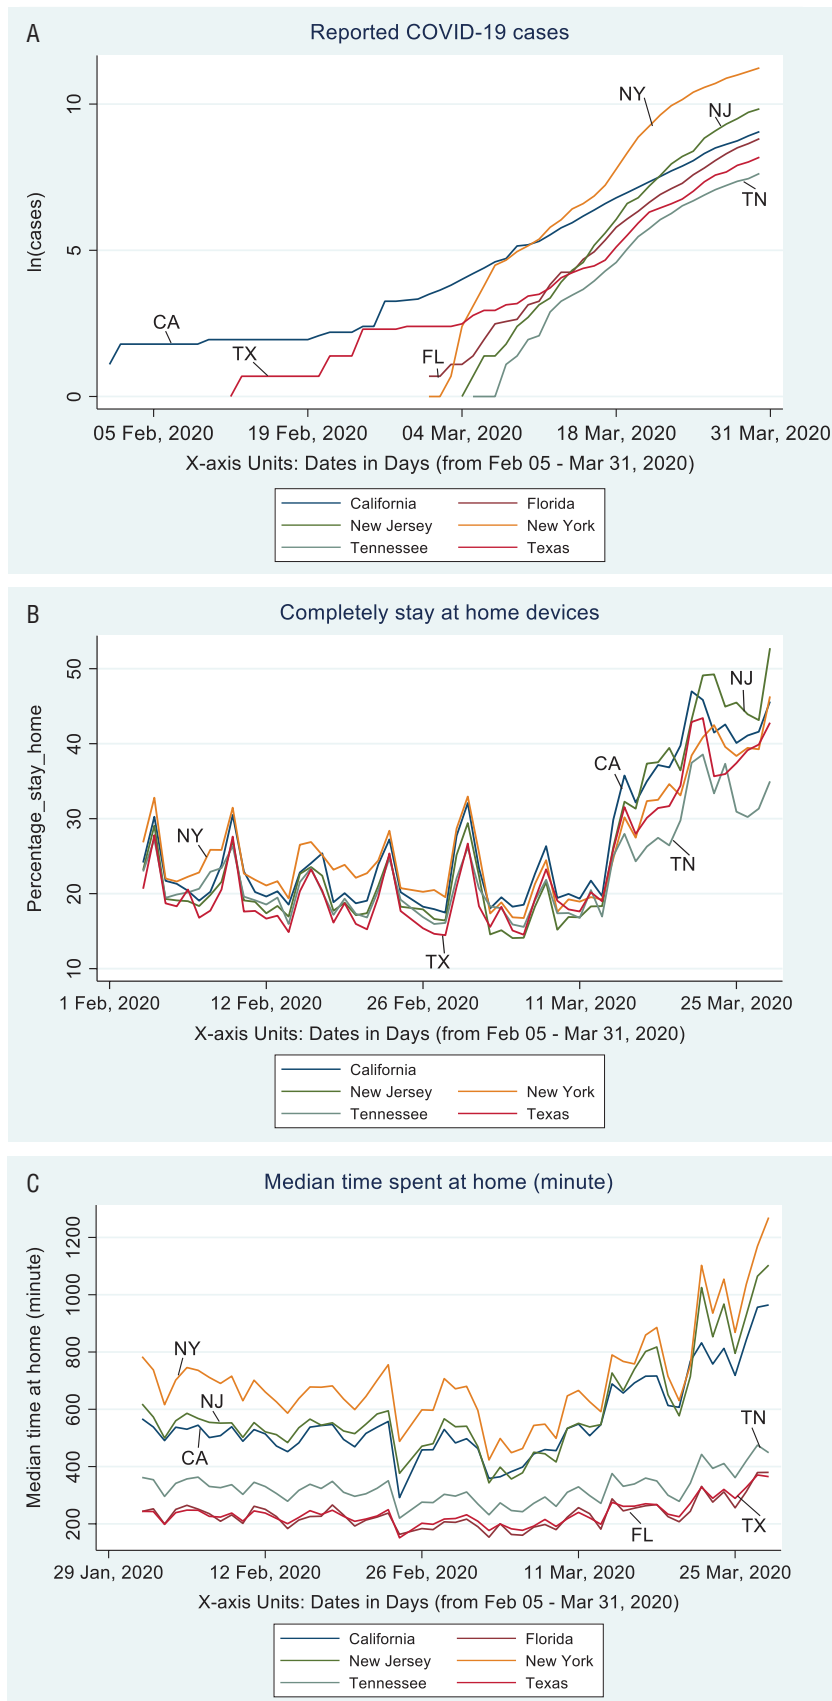 A
Reported COVID-19 cases
ln(cases)
10
5
0
NY
NJ
TN
CA
TX
FL
05 Feb, 2020 19 Feb, 2020 04 Mar, 2020 18 Mar, 2020 31 Mar, 2020
X-axis Units: Dates in Days (from Feb 05 - Mar 31, 2020)
California Florida
New Jersey New York
Tennessee Texas
B
Completely stay at home devices
Percentage_stay_home
50
40
30
20
10
NJ
CA
NY
TN
TX
1 Feb, 2020 12 Feb, 2020 26 Feb, 2020 11 Mar, 2020 25 Mar, 2020
X-axis Units: Dates in Days (from Feb 05 - Mar 31, 2020)
California
New Jersey New York
Tennessee Texas
C
Median time spent at home (minute)
Median time at home (minute)
1200
1000
800
600
400
200
NY
NJ
CA
TN
FL
TX
29 Jan, 2020 12 Feb, 2020 26 Feb, 2020 11 Mar, 2020 25 Mar, 2020
X-axis Units: Dates in Days (from Feb 05 - Mar 31, 2020)
California Florida
New Jersey New York
Tennessee Texas